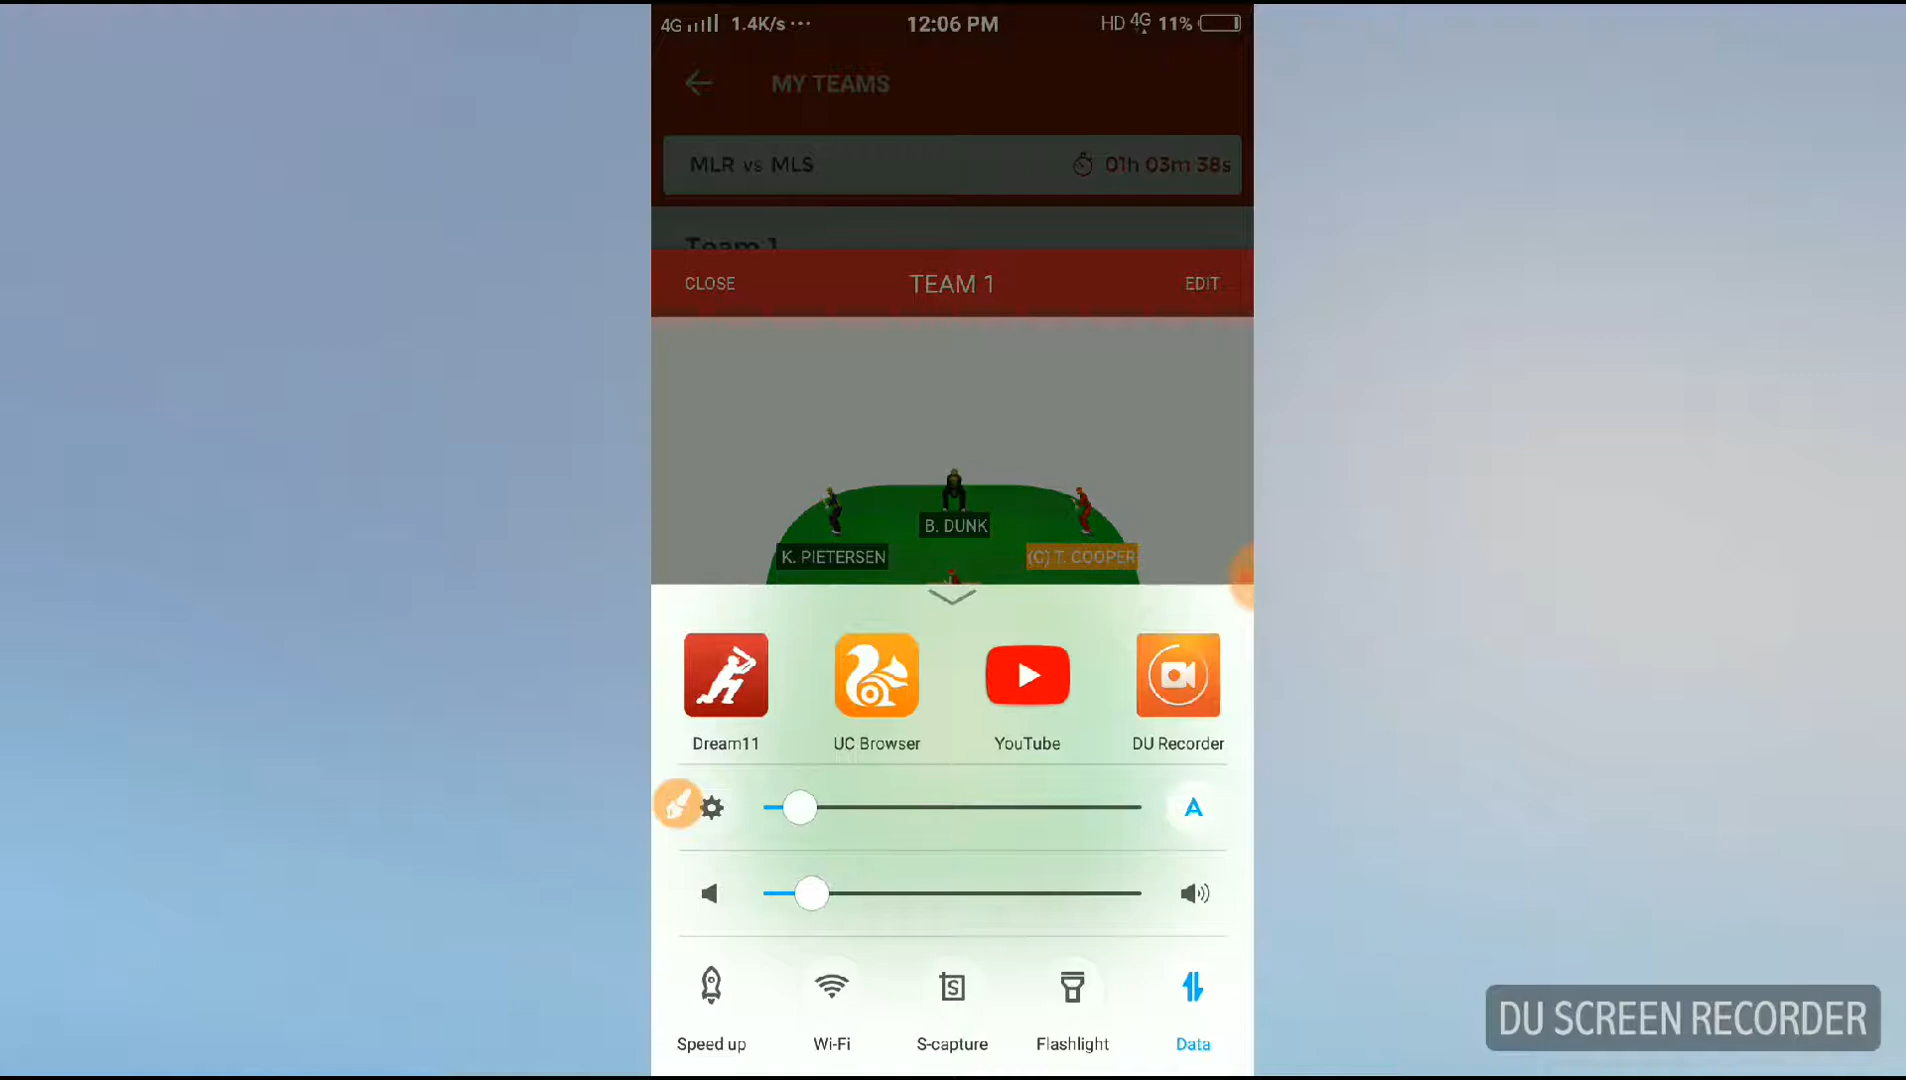 4G 1.4K/s ··· 12:06 PM HD 4G 11%
MY TEAMS
MLR vs MLS 01h 03m 38s
Team 1
CLOSE TEAM 1 EDIT
B. DUNK
K. PIETERSEN (C) T. COOPER
Dream11 UC Browser YouTube DU Recorder
A
S
Speed up Wi-Fi S-capture Flashlight Data
DU SCREEN RECORDER